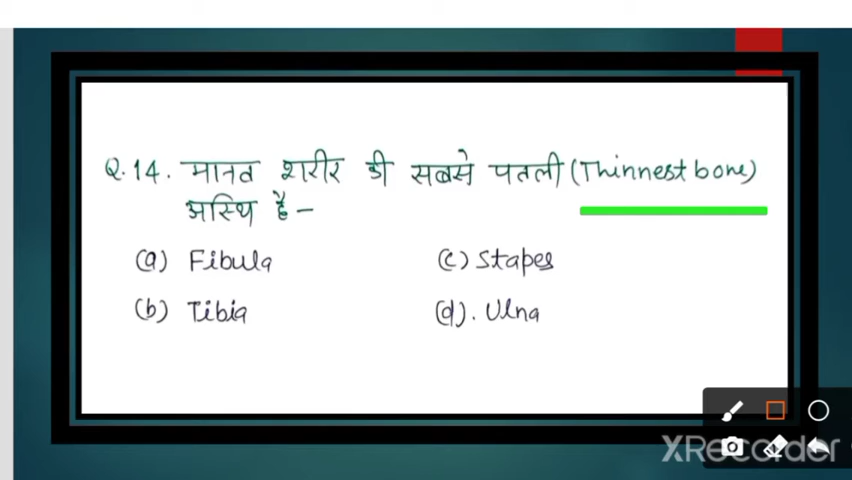 Q.14. मानव शरीर की सबसे पतली (Thinnest bone)
अस्थि है –
(a) Fibula
(c) Stapes
(b) Tibia
(d). Ulna
XRecorder